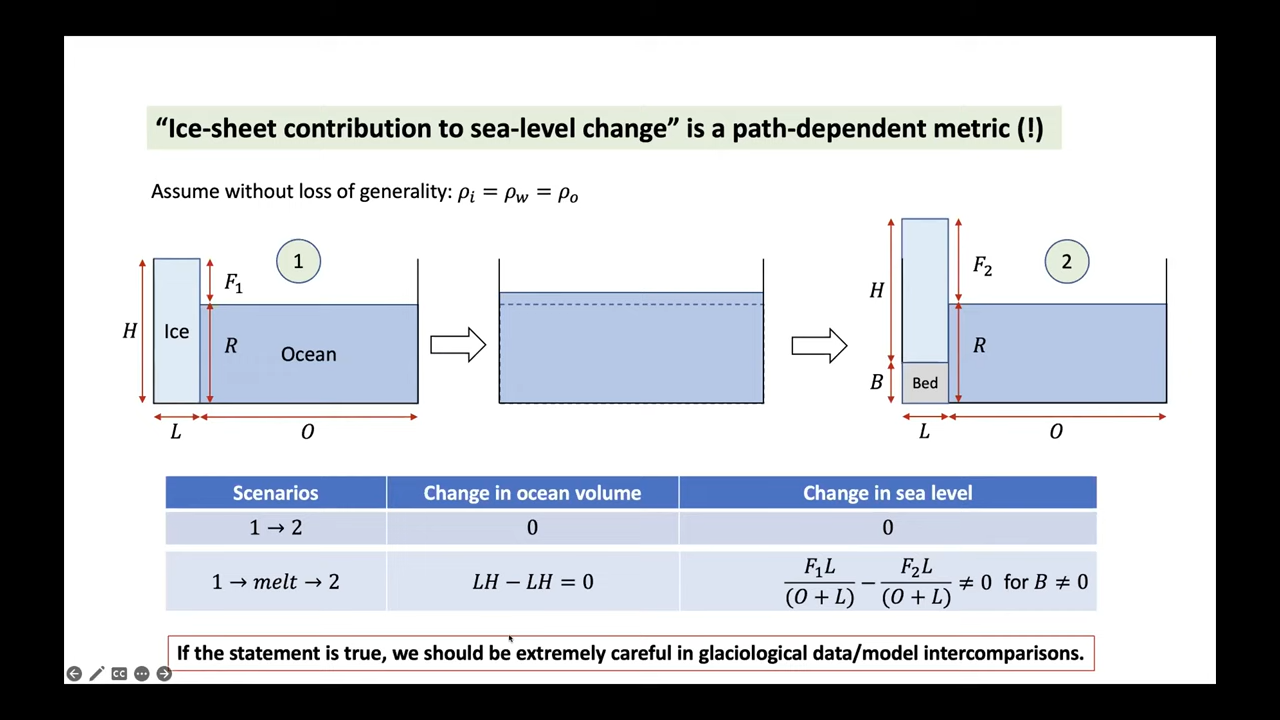 “Ice-sheet contribution to sea-level change” is a path-dependent metric (!)
Assume without loss of generality: ρᵢ = ρ_w = ρₒ
1
F₁
H
Ice
R
Ocean
L
O
2
F₂
H
R
B
Bed
L
O
Scenarios Change in ocean volume Change in sea level
1 → 2 0 0
1 → melt → 2 LH − LH = 0 F₁L/(O + L) − F₂L/(O + L) ≠ 0 for B ≠ 0
If the statement is true, we should be extremely careful in glaciological data/model intercomparisons.
CC